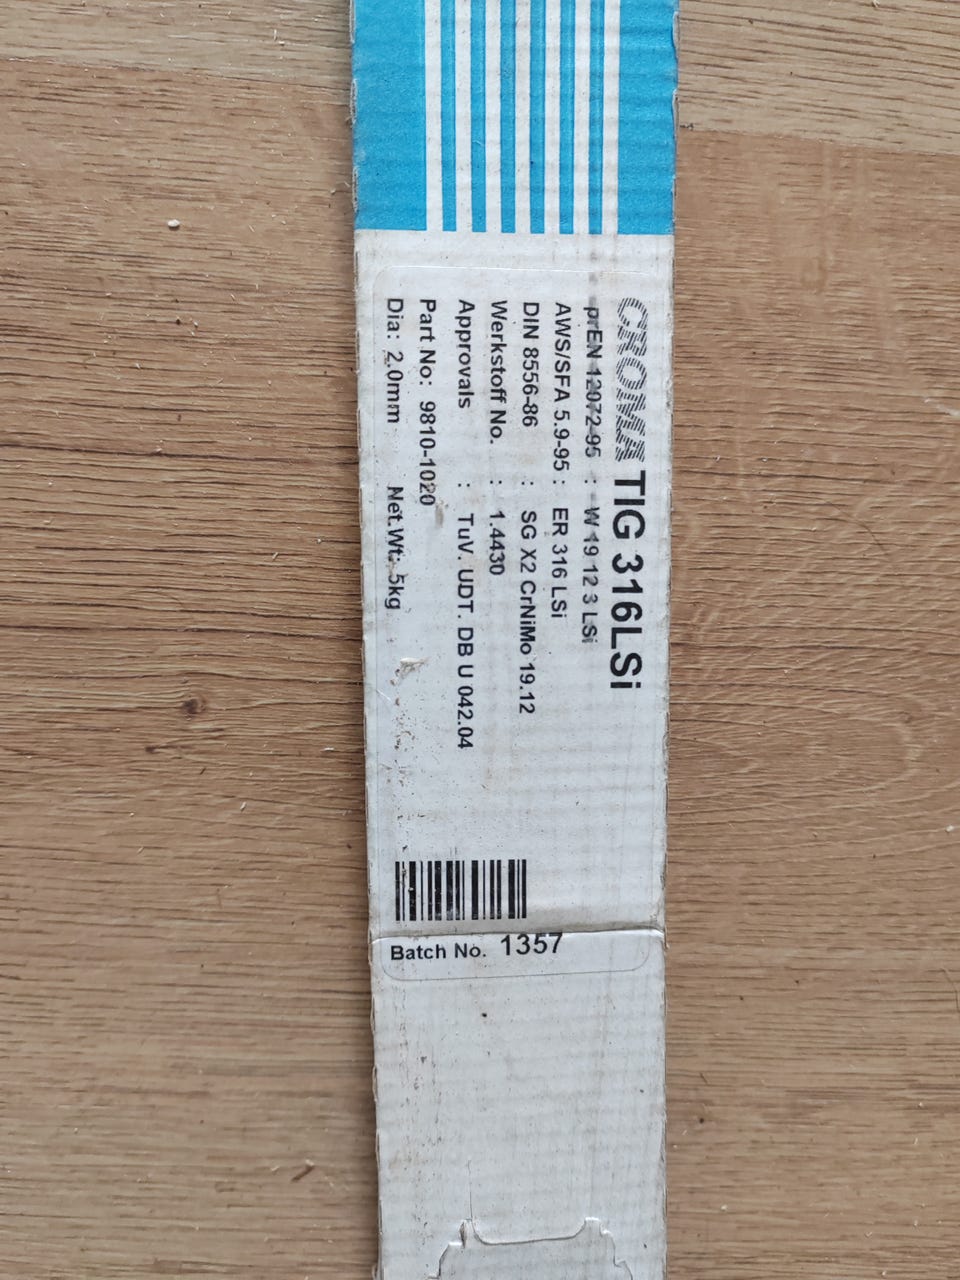 CROMA TIG 316LSi
prEN 12072-95 : W 19 12 3 LSi
AWS/SFA 5.9-95 : ER 316 LSi
DIN 8556-86 : SG X2 CrNiMo 19.12
Werkstoff No. : 1.4430
Approvals : TuV. UDT. DB U 042.04
Part No: 9810-1020
Dia: 2.0mm Net.Wt: 5kg
Batch No. 1357